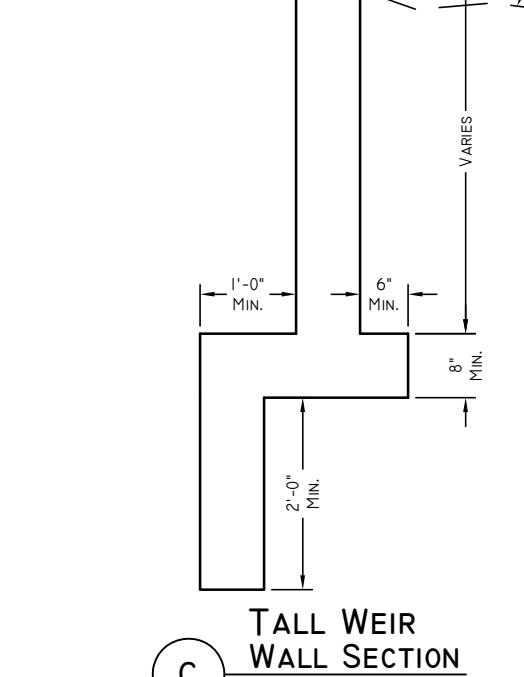 VARIES
1'-0"
MIN.
6"
MIN.
8"
MIN.
2'-0"
MIN.
TALL WEIR
WALL SECTION
C